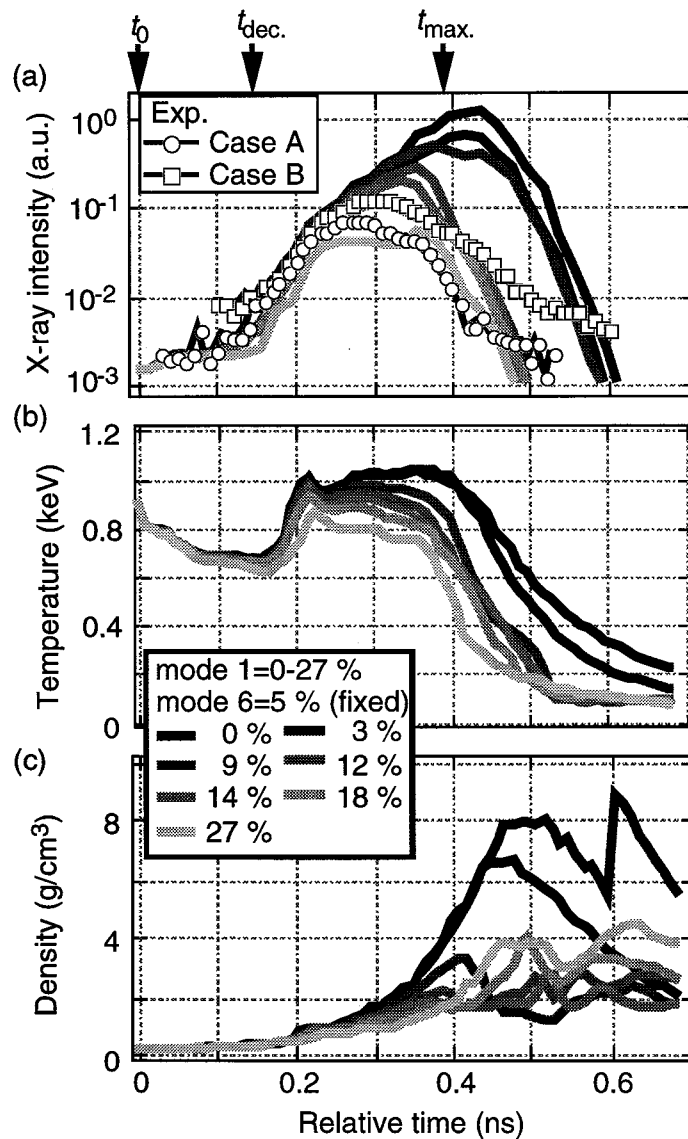 t0 tdec. tmax.
(a)
X-ray intensity (a.u.)
10^0
10^-1
10^-2
10^-3
Exp.
Case A
Case B
(b)
Temperature (keV)
1.2
0.8
0.4
0
mode 1=0-27 %
mode 6=5 % (fixed)
0 % 3 %
9 % 12 %
14 % 18 %
27 %
(c)
Density (g/cm³)
8
4
0
0 0.2 0.4 0.6
Relative time (ns)